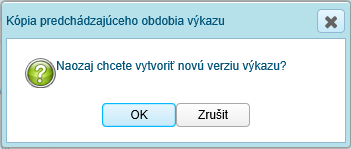 Kópia predchádzajúceho obdobia výkazu
Naozaj chcete vytvoriť novú verziu výkazu?
OK
Zrušit